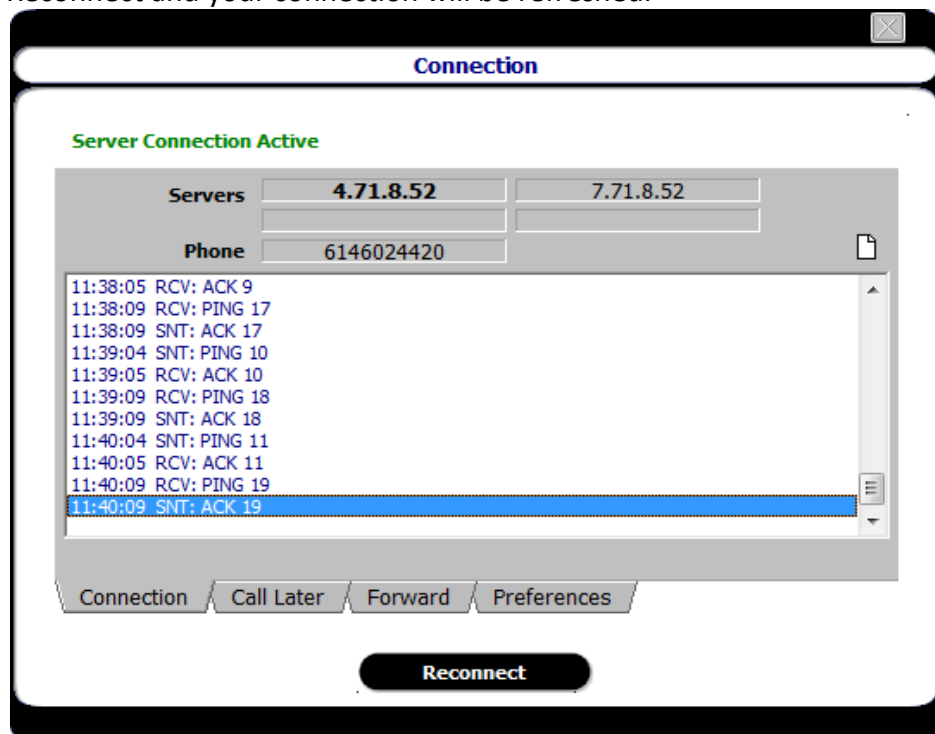 Reconnect and your connection will be refreshed.
Connection
Server Connection Active
Servers 4.71.8.52 7.71.8.52
Phone 6146024420
11:38:05 RCV: ACK 9
11:38:09 RCV: PING 17
11:38:09 SNT: ACK 17
11:39:04 SNT: PING 10
11:39:05 RCV: ACK 10
11:39:09 RCV: PING 18
11:39:09 SNT: ACK 18
11:40:04 SNT: PING 11
11:40:05 RCV: ACK 11
11:40:09 RCV: PING 19
11:40:09 SNT: ACK 19
Connection Call Later Forward Preferences
Reconnect